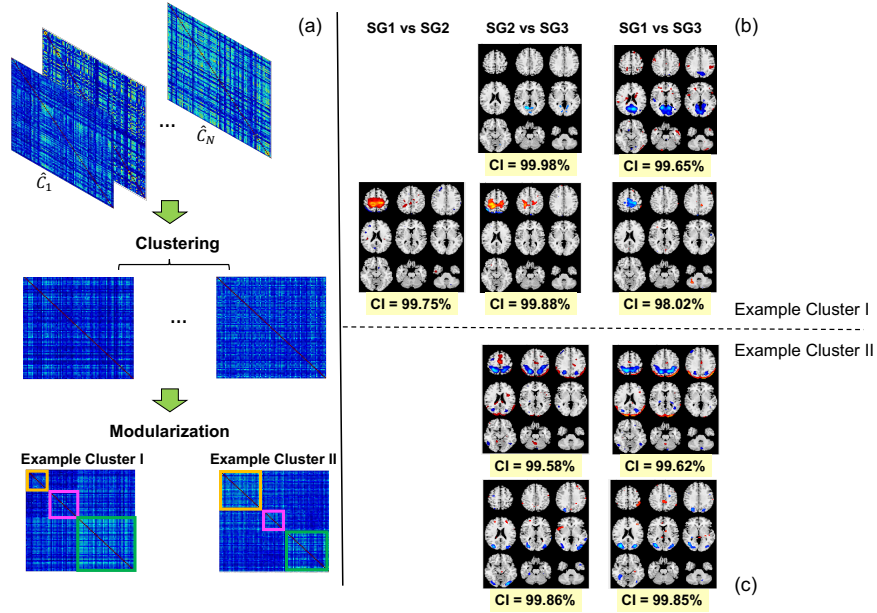 (a)
...
Ĉ₁
Ĉ_N
Clustering
...
Modularization
Example Cluster I
Example Cluster II
SG1 vs SG2
SG2 vs SG3
SG1 vs SG3
(b)
CI = 99.98%
CI = 99.65%
CI = 99.75%
CI = 99.88%
CI = 98.02%
Example Cluster I
Example Cluster II
CI = 99.58%
CI = 99.62%
CI = 99.86%
CI = 99.85%
(c)